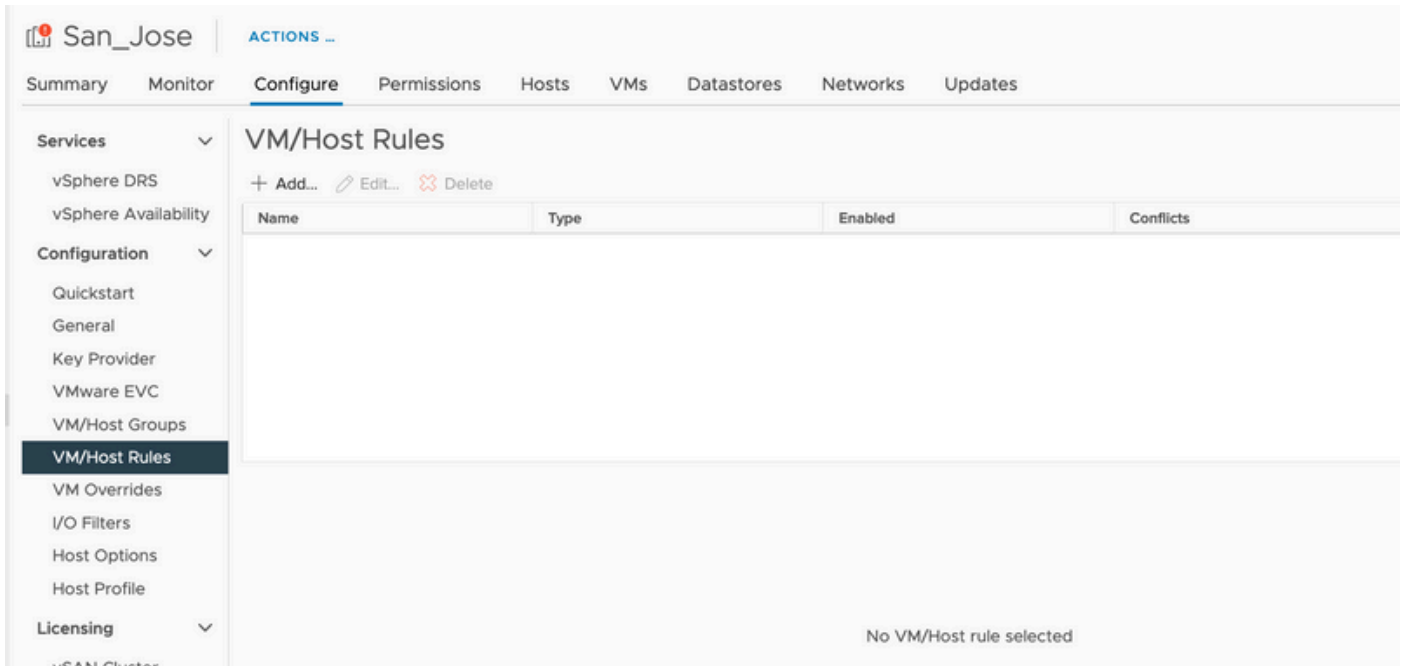 San_Jose ACTIONS ...
Summary Monitor Configure Permissions Hosts VMs Datastores Networks Updates
Services
vSphere DRS
vSphere Availability
Configuration
Quickstart
General
Key Provider
VMware EVC
VM/Host Groups
VM/Host Rules
VM Overrides
I/O Filters
Host Options
Host Profile
Licensing
vSAN Cluster
VM/Host Rules
+ Add... Edit... Delete
Name Type Enabled Conflicts
No VM/Host rule selected